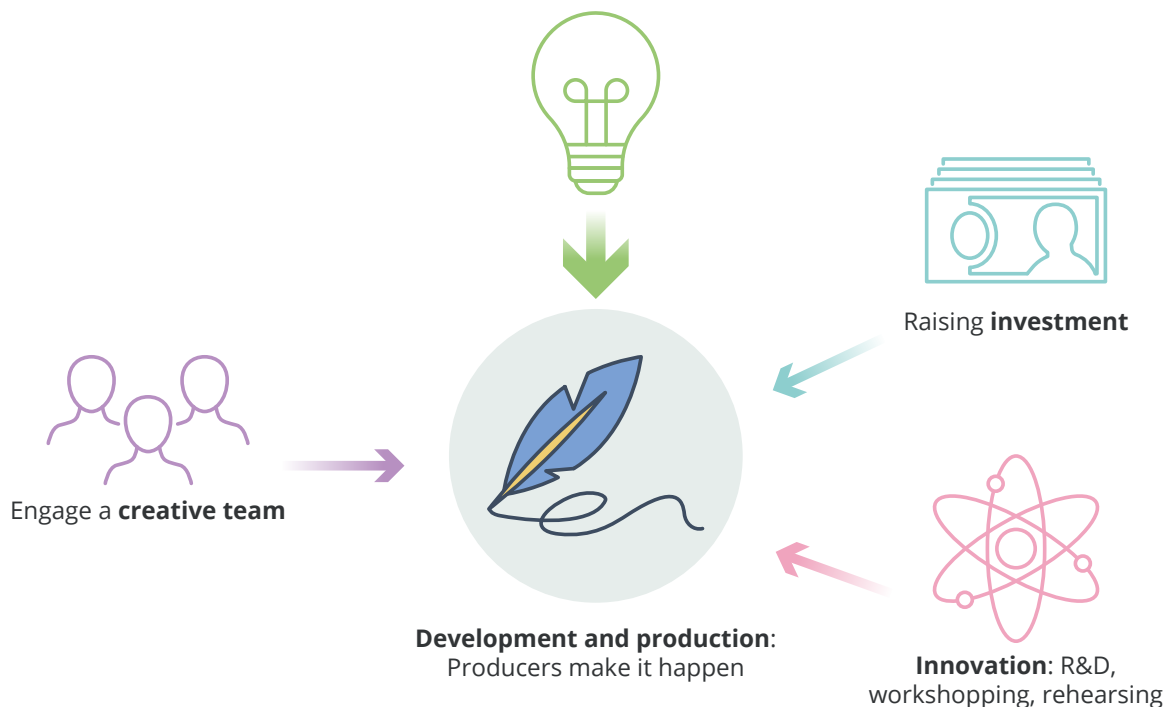 Raising investment
Engage a creative team
Development and production:
Producers make it happen
Innovation: R&D,
workshopping, rehearsing